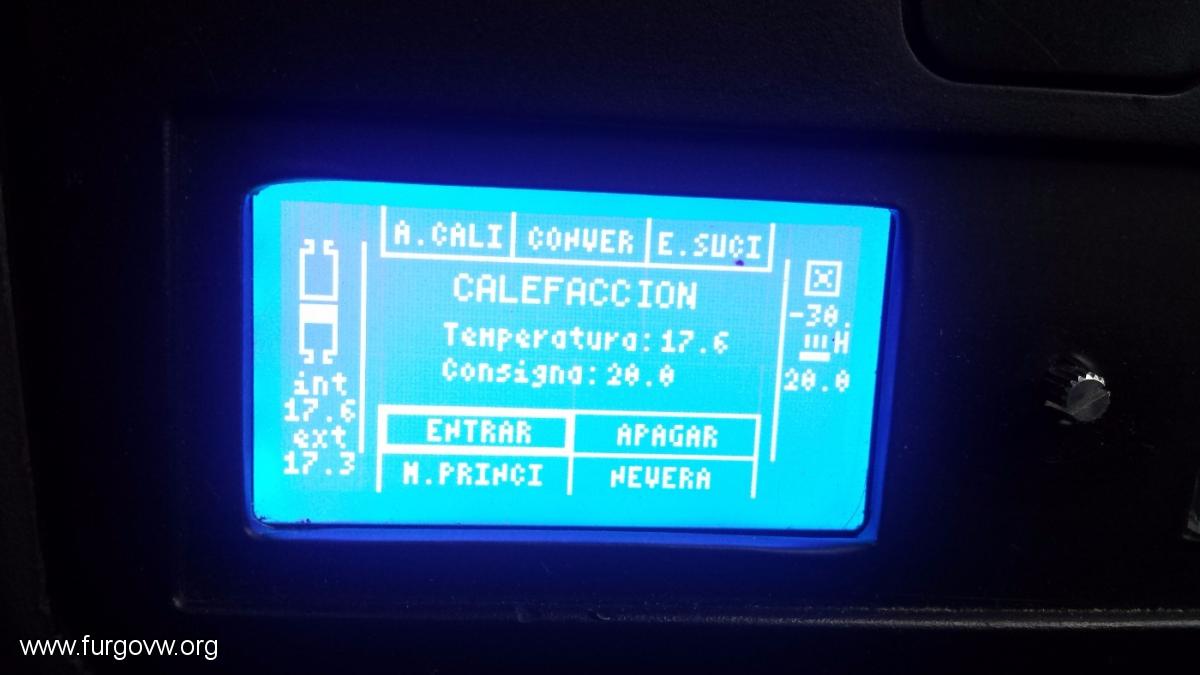 A.CALI CONVER E.SUCI
CALEFACCION
Temperatura:17.6
Consigna:20.0
ENTRAR APAGAR
M.PRINCI NEVERA
int
17.6
ext
17.3
-30.
H
20.0
www.furgovw.org